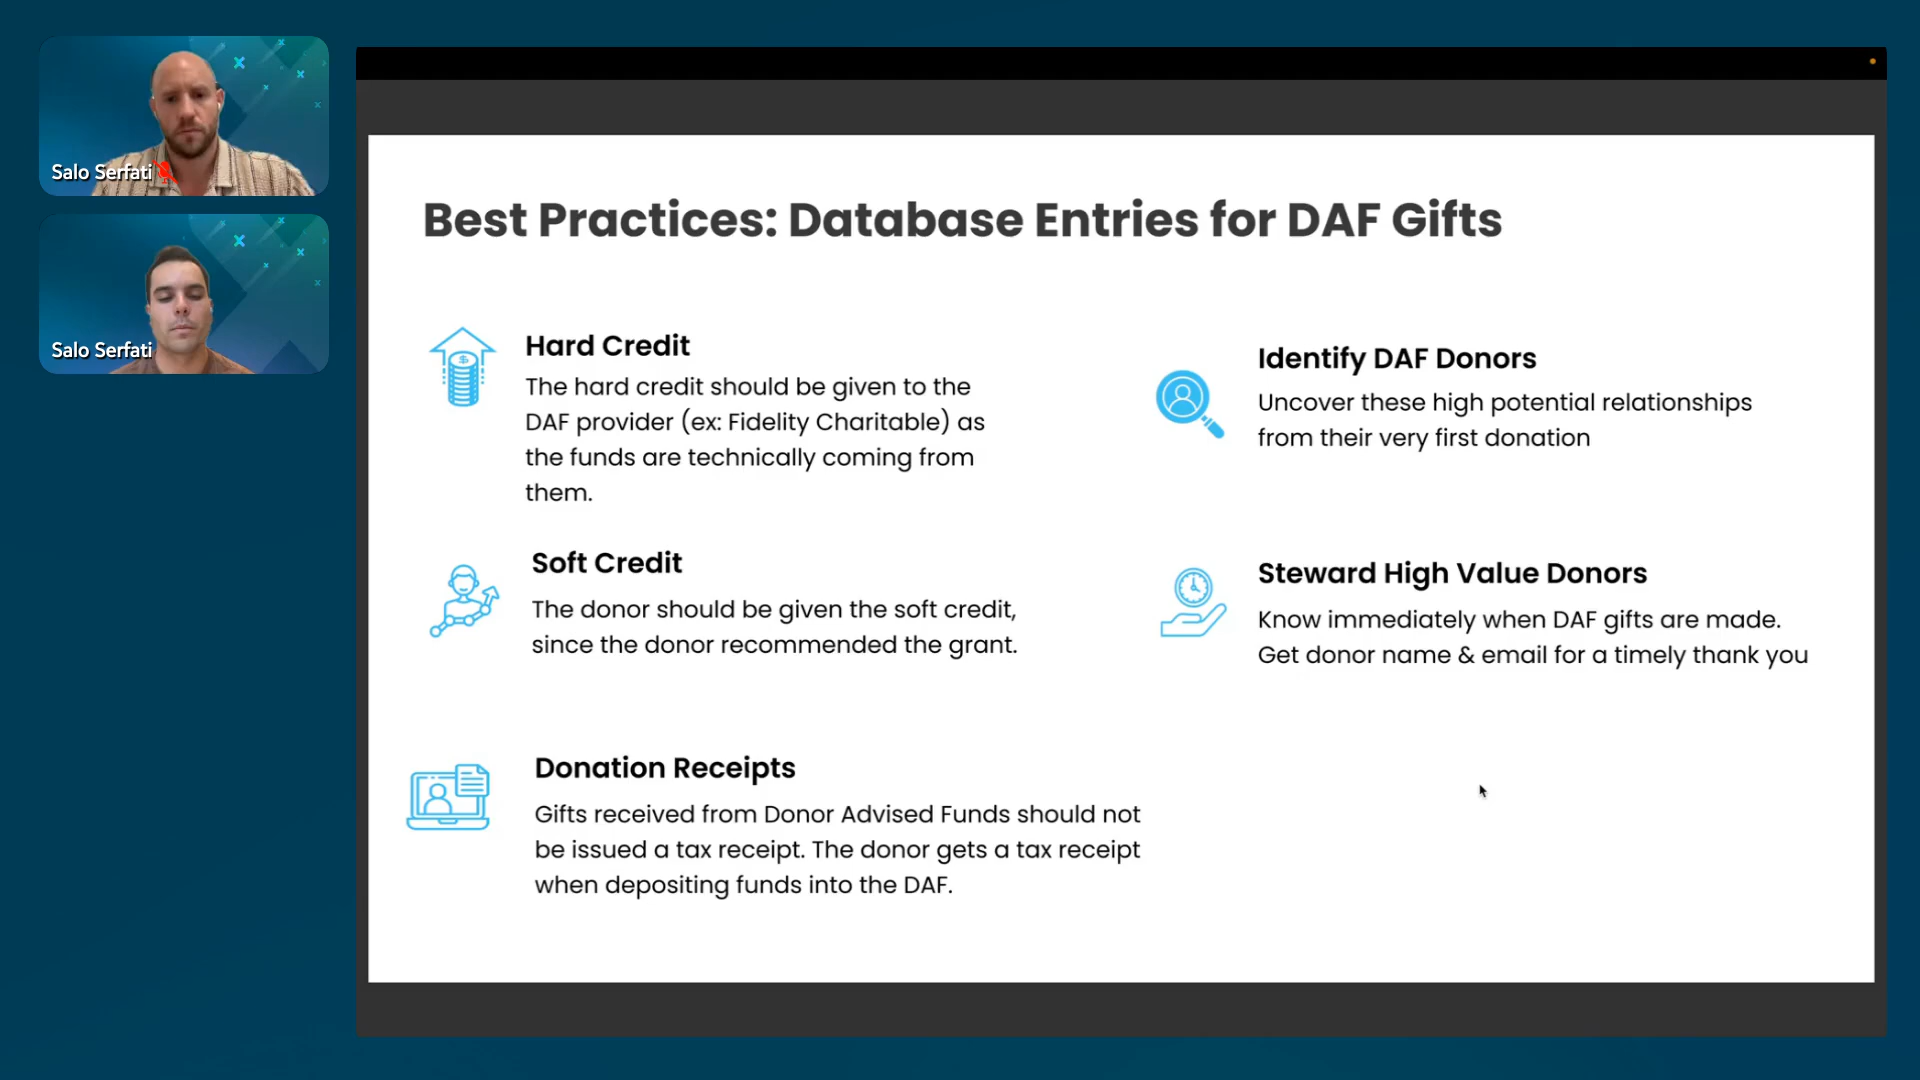 Salo Serfati
Salo Serfati
Best Practices: Database Entries for DAF Gifts
Hard Credit
The hard credit should be given to the
DAF provider (ex: Fidelity Charitable) as
the funds are technically coming from
them.
Soft Credit
The donor should be given the soft credit,
since the donor recommended the grant.
Donation Receipts
Gifts received from Donor Advised Funds should not
be issued a tax receipt. The donor gets a tax receipt
when depositing funds into the DAF.
Identify DAF Donors
Uncover these high potential relationships
from their very first donation
Steward High Value Donors
Know immediately when DAF gifts are made.
Get donor name & email for a timely thank you